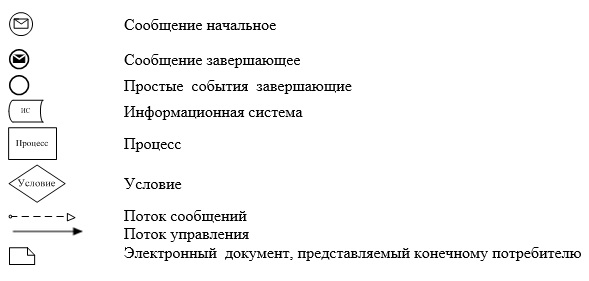 Сообщение начальное
Сообщение завершающее
Простые события завершающие
ИС Информационная система
Процесс Процесс
Условие Условие
Поток сообщений
Поток управления
Электронный документ, представляемый конечному потребителю